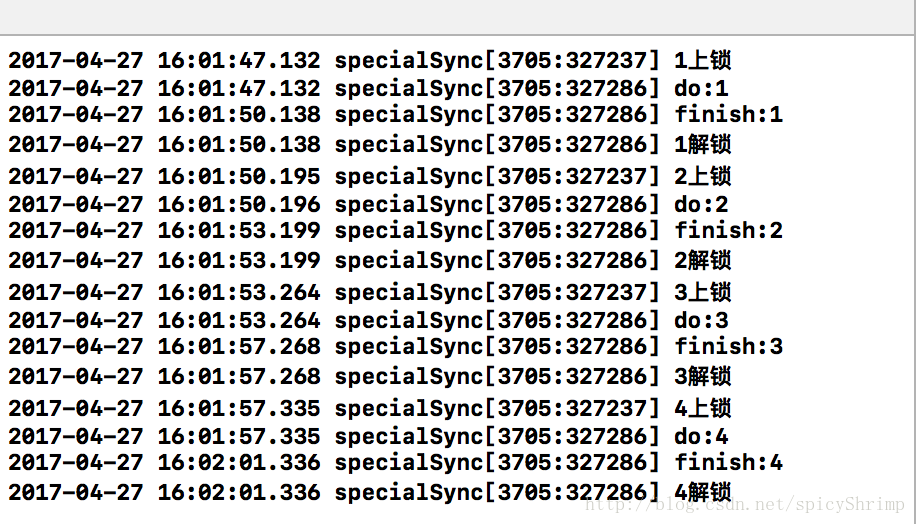 2017-04-27 16:01:47.132 specialSync[3705:327237] 1上锁
2017-04-27 16:01:47.132 specialSync[3705:327286] do:1
2017-04-27 16:01:50.138 specialSync[3705:327286] finish:1
2017-04-27 16:01:50.138 specialSync[3705:327286] 1解锁
2017-04-27 16:01:50.195 specialSync[3705:327237] 2上锁
2017-04-27 16:01:50.196 specialSync[3705:327286] do:2
2017-04-27 16:01:53.199 specialSync[3705:327286] finish:2
2017-04-27 16:01:53.199 specialSync[3705:327286] 2解锁
2017-04-27 16:01:53.264 specialSync[3705:327237] 3上锁
2017-04-27 16:01:53.264 specialSync[3705:327286] do:3
2017-04-27 16:01:57.268 specialSync[3705:327286] finish:3
2017-04-27 16:01:57.268 specialSync[3705:327286] 3解锁
2017-04-27 16:01:57.335 specialSync[3705:327237] 4上锁
2017-04-27 16:01:57.335 specialSync[3705:327286] do:4
2017-04-27 16:02:01.336 specialSync[3705:327286] finish:4
2017-04-27 16:02:01.336 specialSync[3705:327286] 4解锁
http://blog.csdn.net/spicyShrimp